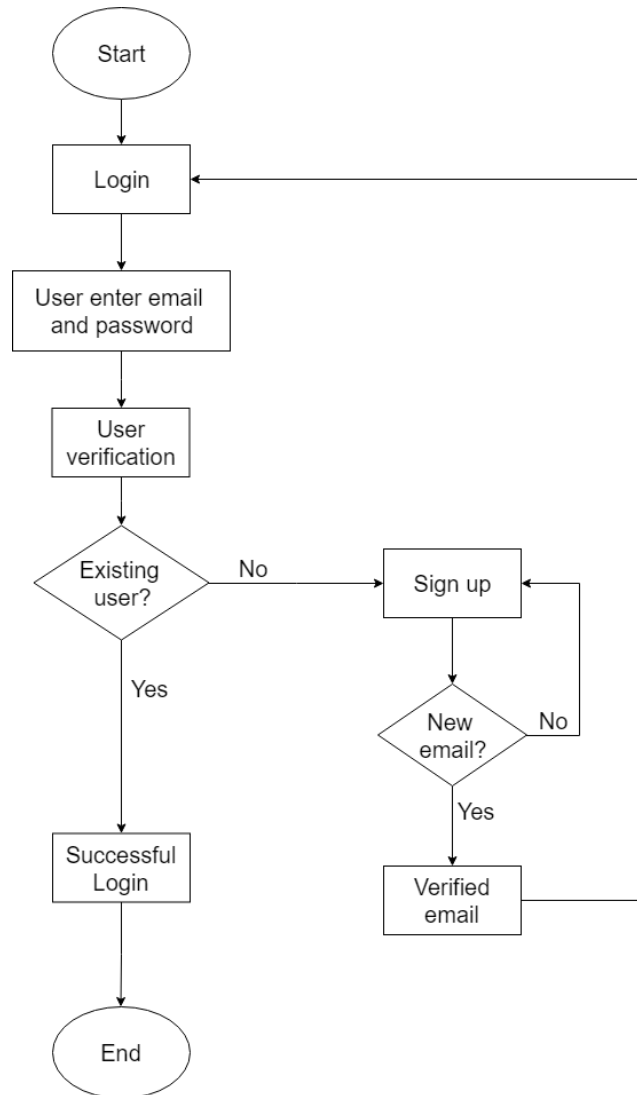 Start
Login
User enter email
and password
User
verification
Existing
user?
No
Sign up
Yes
New
email?
No
Yes
Successful
Login
Verified
email
End